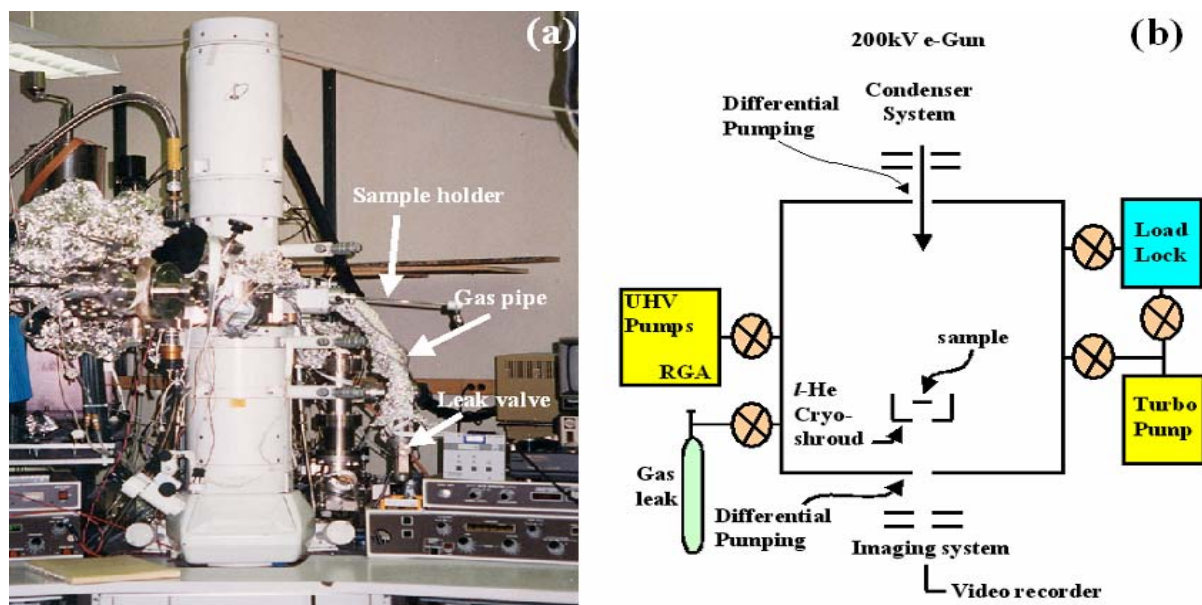 (a)
Sample holder
Gas pipe
Leak valve
(b)
200kV e-Gun
Differential
Pumping
Condenser
System
Load
Lock
UHV
Pumps
RGA
sample
l-He
Cryo-
shroud
Turbo
Pump
Gas
leak
Differential
Pumping
Imaging system
Video recorder